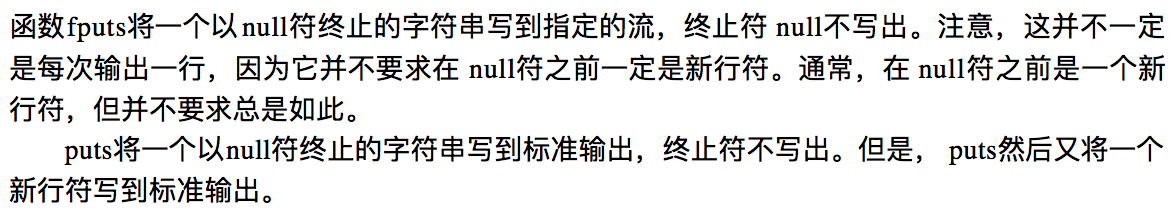 函数fputs将一个以null符终止的字符串写到指定的流，终止符 null不写出。注意，这并不一定
是每次输出一行，因为它并不要求在 null符之前一定是新行符。通常，在 null符之前是一个新
行符，但并不要求总是如此。
puts将一个以null符终止的字符串写到标准输出，终止符不写出。但是， puts然后又将一个
新行符写到标准输出。